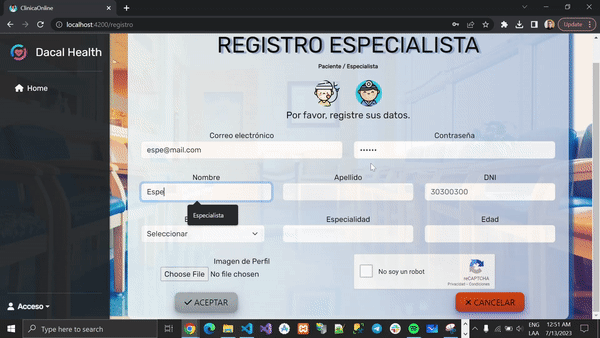 ClinicaOnline
localhost:4200/registro
Update
Dacal Health
Home
REGISTRO ESPECIALISTA
Paciente / Especialista
Por favor, registre sus datos.
Correo electrónico
Contraseña
espe@mail.com
••••••
Nombre
Apellido
DNI
Espe
30300300
Especialista
Especialidad
Edad
Seleccionar
Imagen de Perfil
Choose File
No file chosen
No soy un robot
reCAPTCHA
Privacidad - Condiciones
ACEPTAR
CANCELAR
Acceso
Type here to search
ENG
LAA
12:51 AM
7/13/2023